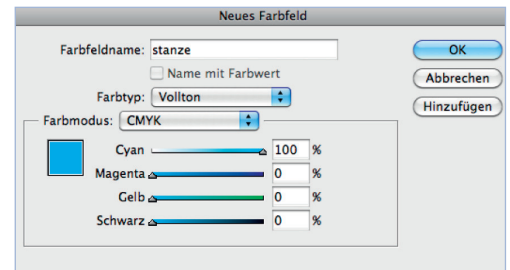 Neues Farbfeld
Farbfeldname: stanze
OK
Name mit Farbwert
Abbrechen
Farbtyp: Vollton
Hinzufügen
Farbmodus: CMYK
Cyan 100 %
Magenta 0 %
Gelb 0 %
Schwarz 0 %